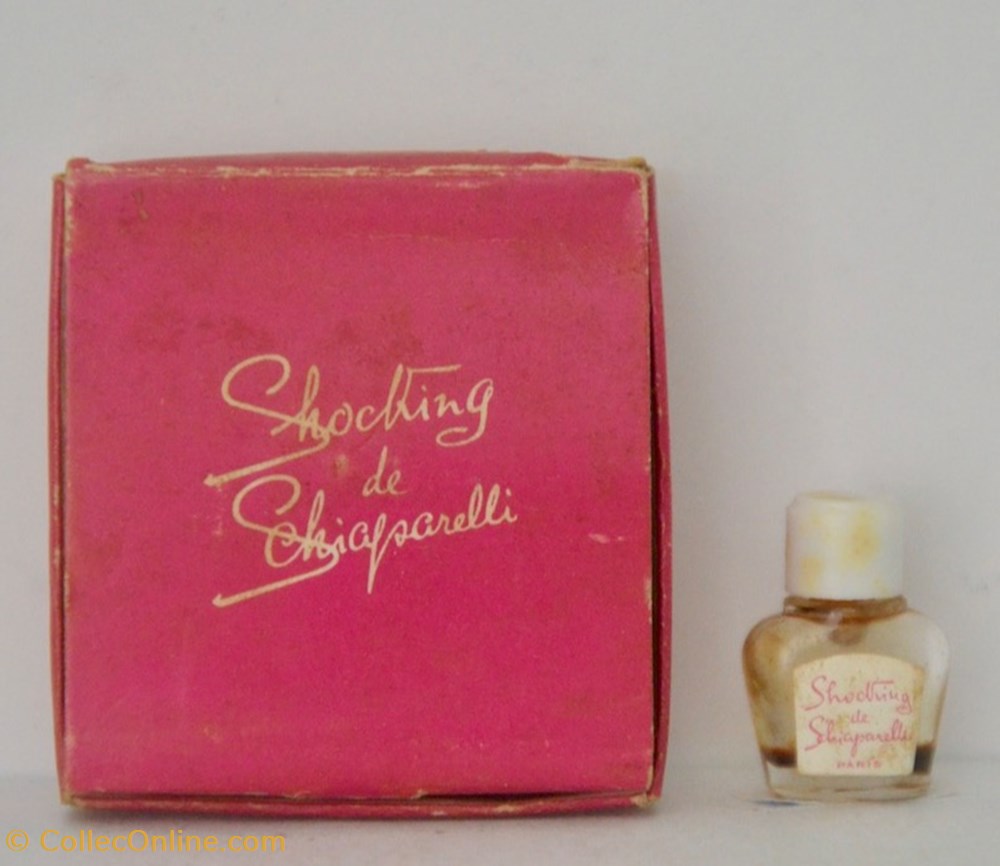 Shocking
de
Schiaparelli
Shocking
de
Schiaparelli
PARIS
© CollecOnline.com